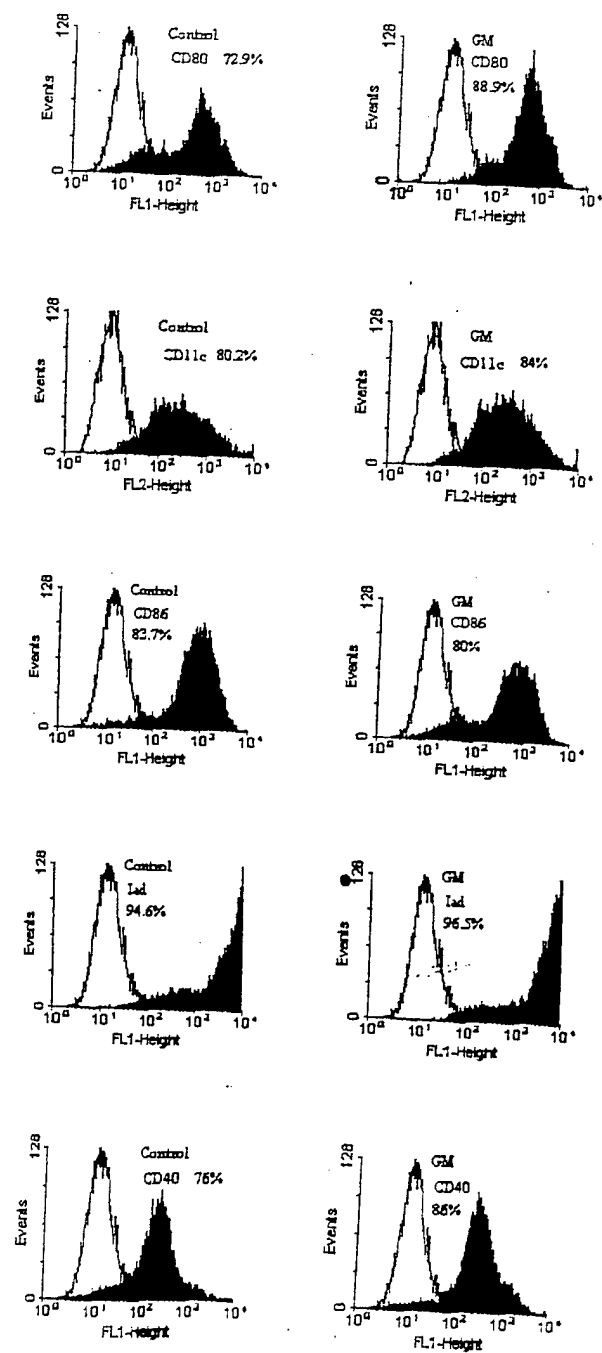 128
Events
0
Control
CD80 72.9%
10⁰ 10¹ 10² 10³ 10⁴
FL1-Height
128
Events
0
GM
CD80
88.9%
10⁰ 10¹ 10² 10³ 10⁴
FL1-Height
128
Events
0
Control
CD11c 80.2%
10⁰ 10¹ 10² 10³ 10⁴
FL2-Height
128
Events
0
GM
CD11c 84%
10⁰ 10¹ 10² 10³ 10⁴
FL2-Height
128
Events
0
Control
CD86
83.7%
10⁰ 10¹ 10² 10³ 10⁴
FL1-Height
128
Events
0
GM
CD86
80%
10⁰ 10¹ 10² 10³ 10⁴
FL1-Height
128
Events
0
Control
Iad
94.6%
10⁰ 10¹ 10² 10³ 10⁴
FL1-Height
128
Events
0
GM
Iad
96.5%
10⁰ 10¹ 10² 10³ 10⁴
FL1-Height
128
Events
0
Control
CD40 76%
10⁰ 10¹ 10² 10³ 10⁴
FL1-Height
128
Events
0
GM
CD40
86%
10⁰ 10¹ 10² 10³ 10⁴
FL1-Height